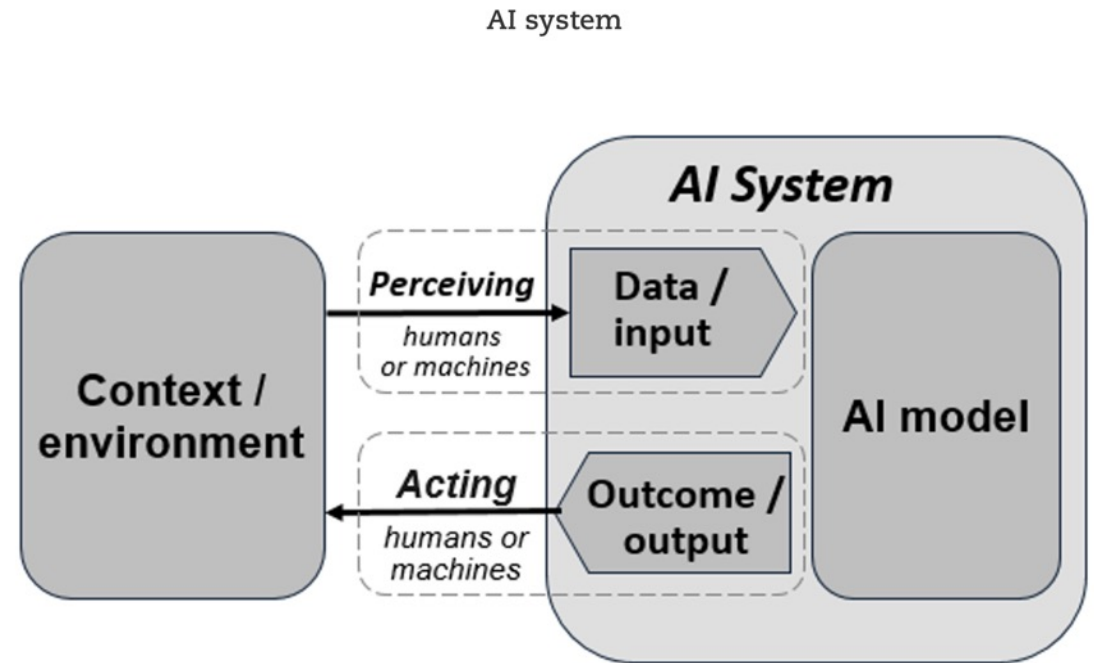 AI system
AI System
Perceiving
humans
or machines
Data /
input
Context /
environment
AI model
Acting
humans or
machines
Outcome /
output